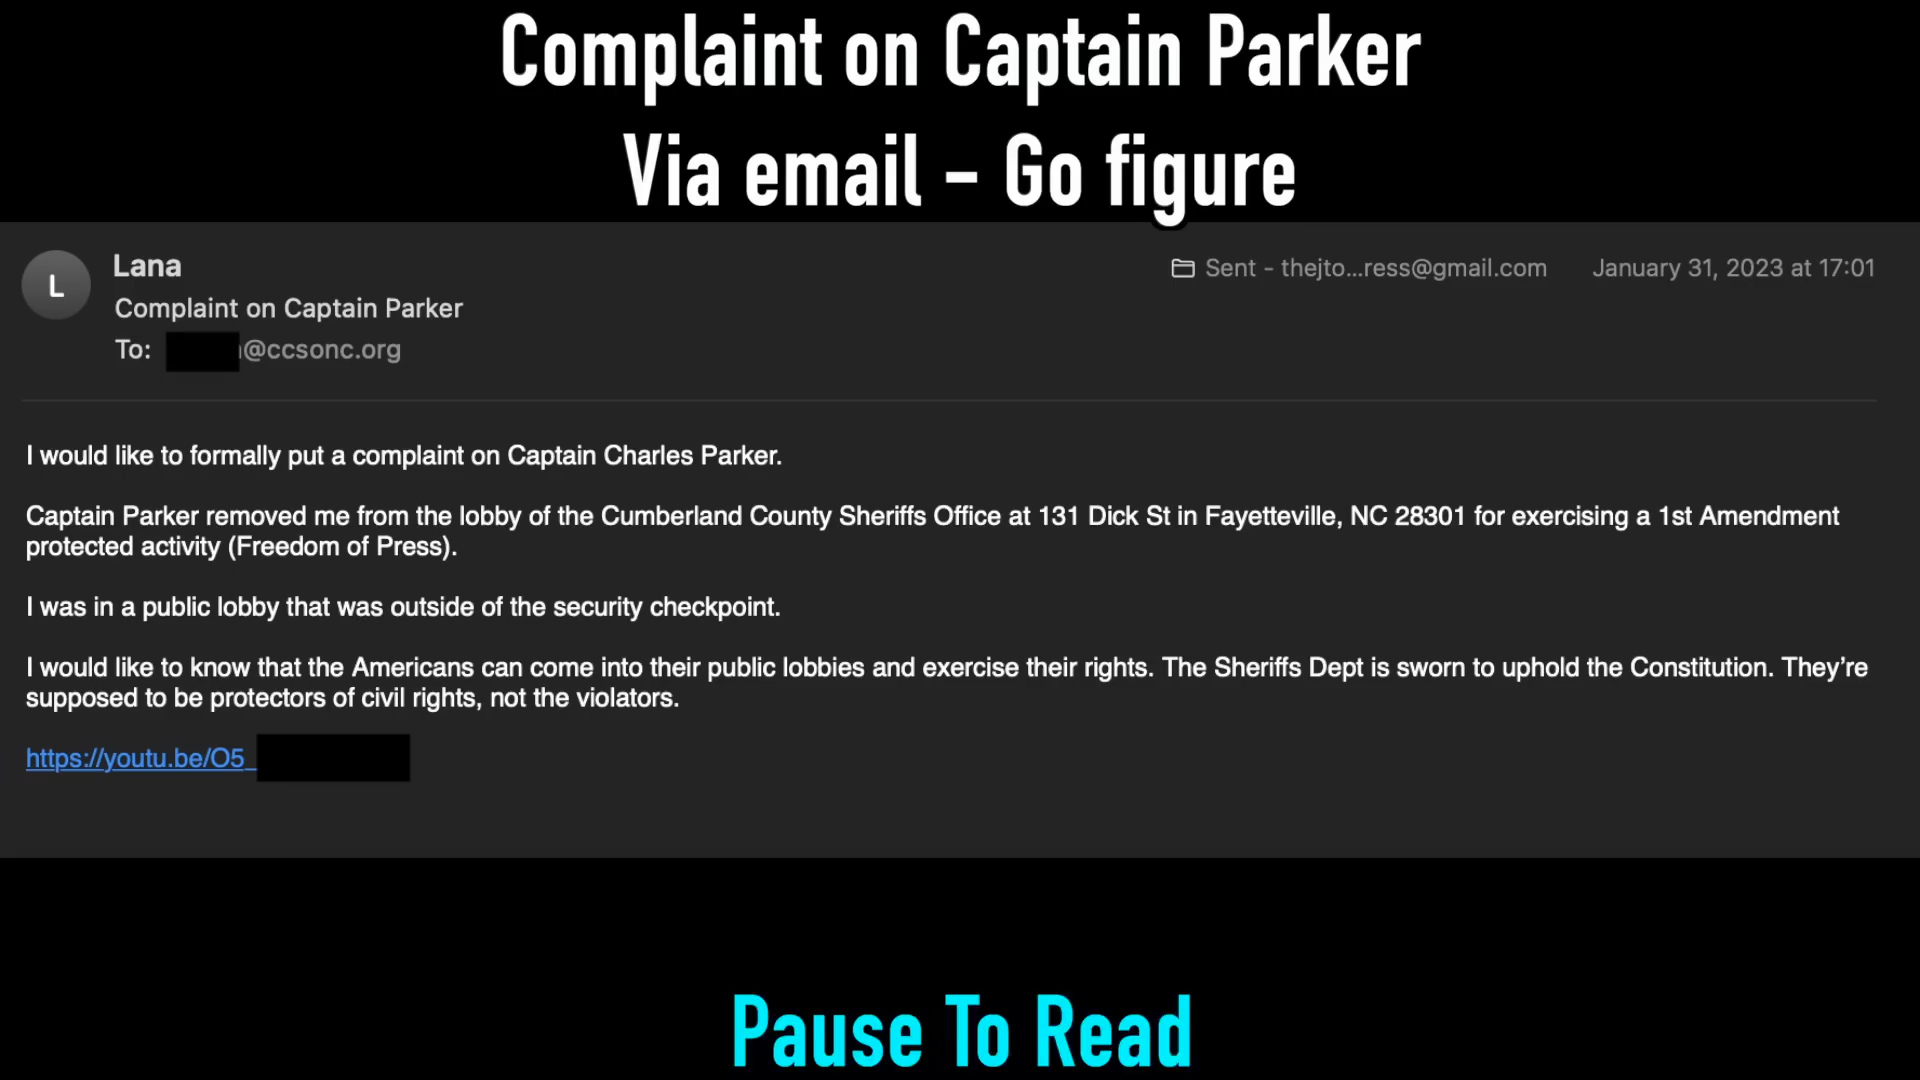 Complaint on Captain Parker
Via email - Go figure
L
Lana
Sent - thejto...ress@gmail.com
January 31, 2023 at 17:01
Complaint on Captain Parker
To: @ccsonc.org
I would like to formally put a complaint on Captain Charles Parker.
Captain Parker removed me from the lobby of the Cumberland County Sheriffs Office at 131 Dick St in Fayetteville, NC 28301 for exercising a 1st Amendment
protected activity (Freedom of Press).
I was in a public lobby that was outside of the security checkpoint.
I would like to know that the Americans can come into their public lobbies and exercise their rights. The Sheriffs Dept is sworn to uphold the Constitution. They’re
supposed to be protectors of civil rights, not the violators.
https://youtu.be/O5_
Pause To Read